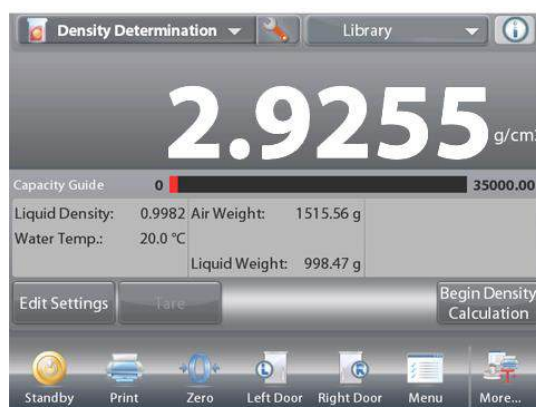 Density Determination Library
2.9255 g/cm³
Capacity Guide 0 35000.00
Liquid Density: 0.9982 Air Weight: 1515.56 g
Water Temp.: 20.0 °C
Liquid Weight: 998.47 g
Edit Settings Tare Begin Density
Calculation
Standby Print Zero Left Door Right Door Menu More...